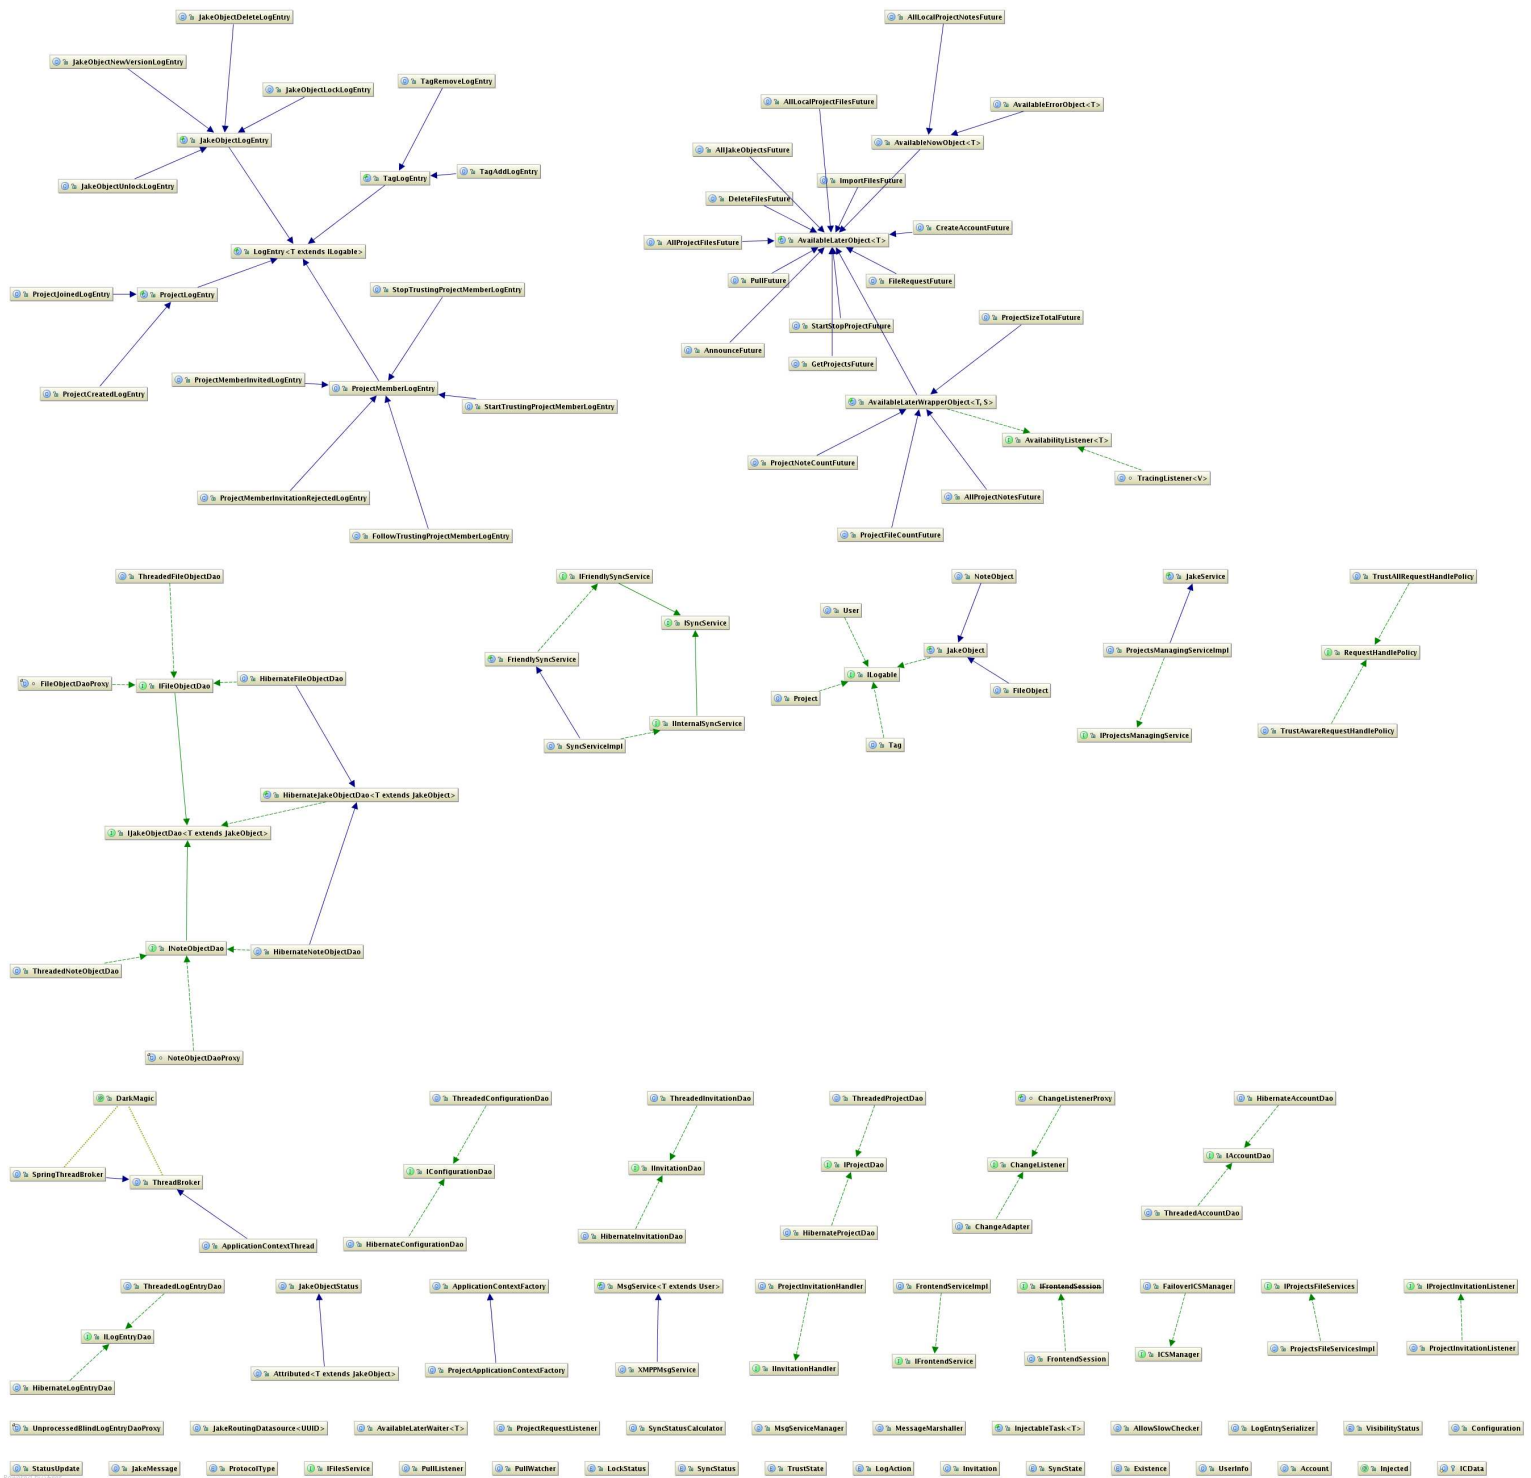 JakeObjectDeleteLogEntry
JakeObjectNewVersionLogEntry
JakeObjectLockLogEntry
TagRemoveLogEntry
JakeObjectLogEntry
JakeObjectUnlockLogEntry
TagLogEntry
TagAddLogEntry
LogEntry<T extends ILogable>
ProjectJoinedLogEntry
ProjectLogEntry
StopTrustingProjectMemberLogEntry
ProjectCreatedLogEntry
ProjectMemberInvitedLogEntry
ProjectMemberLogEntry
StartTrustingProjectMemberLogEntry
ProjectMemberInvitationRejectedLogEntry
FollowTrustingProjectMemberLogEntry
AllLocalProjectNotesFuture
AllLocalProjectFilesFuture
AvailableErrorObject<T>
AvailableNowObject<T>
AllJakeObjectsFuture
ImportFilesFuture
DeleteFilesFuture
CreateAccountFuture
AllProjectFilesFuture
AvailableLaterObject<T>
PullFuture
FileRequestFuture
StartStopProjectFuture
ProjectSizeTotalFuture
AnnounceFuture
GetProjectsFuture
AvailableLaterWrapperObject<T, S>
AvailabilityListener<T>
ProjectNoteCountFuture
TracingListener<V>
AllProjectNotesFuture
ProjectFileCountFuture
ThreadedFileObjectDao
FileObjectDaoProxy
IFileObjectDao
HibernateFileObjectDao
HibernateJakeObjectDao<T extends JakeObject>
IJakeObjectDao<T extends JakeObject>
INoteObjectDao
HibernateNoteObjectDao
ThreadedNoteObjectDao
NoteObjectDaoProxy
IFriendlySyncService
ISyncService
FriendlySyncService
IInternalSyncService
SyncServiceImpl
NoteObject
User
JakeObject
ILogable
Project
FileObject
Tag
JakeService
ProjectsManagingServiceImpl
IProjectsManagingService
TrustAllRequestHandlePolicy
RequestHandlePolicy
TrustAwareRequestHandlePolicy
DarkMagic
SpringThreadBroker
ThreadBroker
ApplicationContextThread
ThreadedConfigurationDao
IConfigurationDao
HibernateConfigurationDao
ThreadedInvitationDao
IInvitationDao
HibernateInvitationDao
ThreadedProjectDao
IProjectDao
HibernateProjectDao
ChangeListenerProxy
ChangeListener
ChangeAdapter
HibernateAccountDao
IAccountDao
ThreadedAccountDao
ThreadedLogEntryDao
ILogEntryDao
HibernateLogEntryDao
JakeObjectStatus
Attributed<T extends JakeObject>
ApplicationContextFactory
ProjectApplicationContextFactory
MsgService<T extends User>
XMPPMsgService
ProjectInvitationHandler
IInvitationHandler
FrontendServiceImpl
IFrontendService
IFrontendSession
FrontendSession
FailoverICSManager
ICSManager
IProjectsFileServices
ProjectsFileServicesImpl
IProjectInvitationListener
ProjectInvitationListener
UnprocessedBlindLogEntryDaoProxy
JakeRoutingDatasource<UUID>
AvailableLaterWaiter<T>
ProjectRequestListener
SyncStatusCalculator
MsgServiceManager
MessageMarshaller
InjectableTask<T>
AllowSlowChecker
LogEntrySerializer
VisibilityStatus
Configuration
StatusUpdate
JakeMessage
ProtocolType
IFilesService
PullListener
PullWatcher
LockStatus
SyncStatus
TrustState
LogAction
Invitation
SyncState
Existence
UserInfo
Account
Injected
ICData